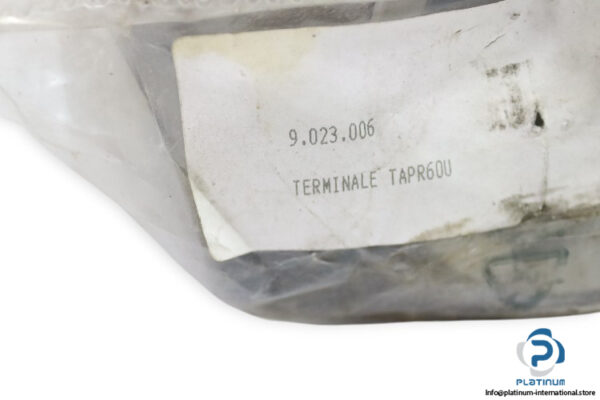 9.023.006
TERMINALE TAPR60U
PLATINUM
info@platinum-international.store